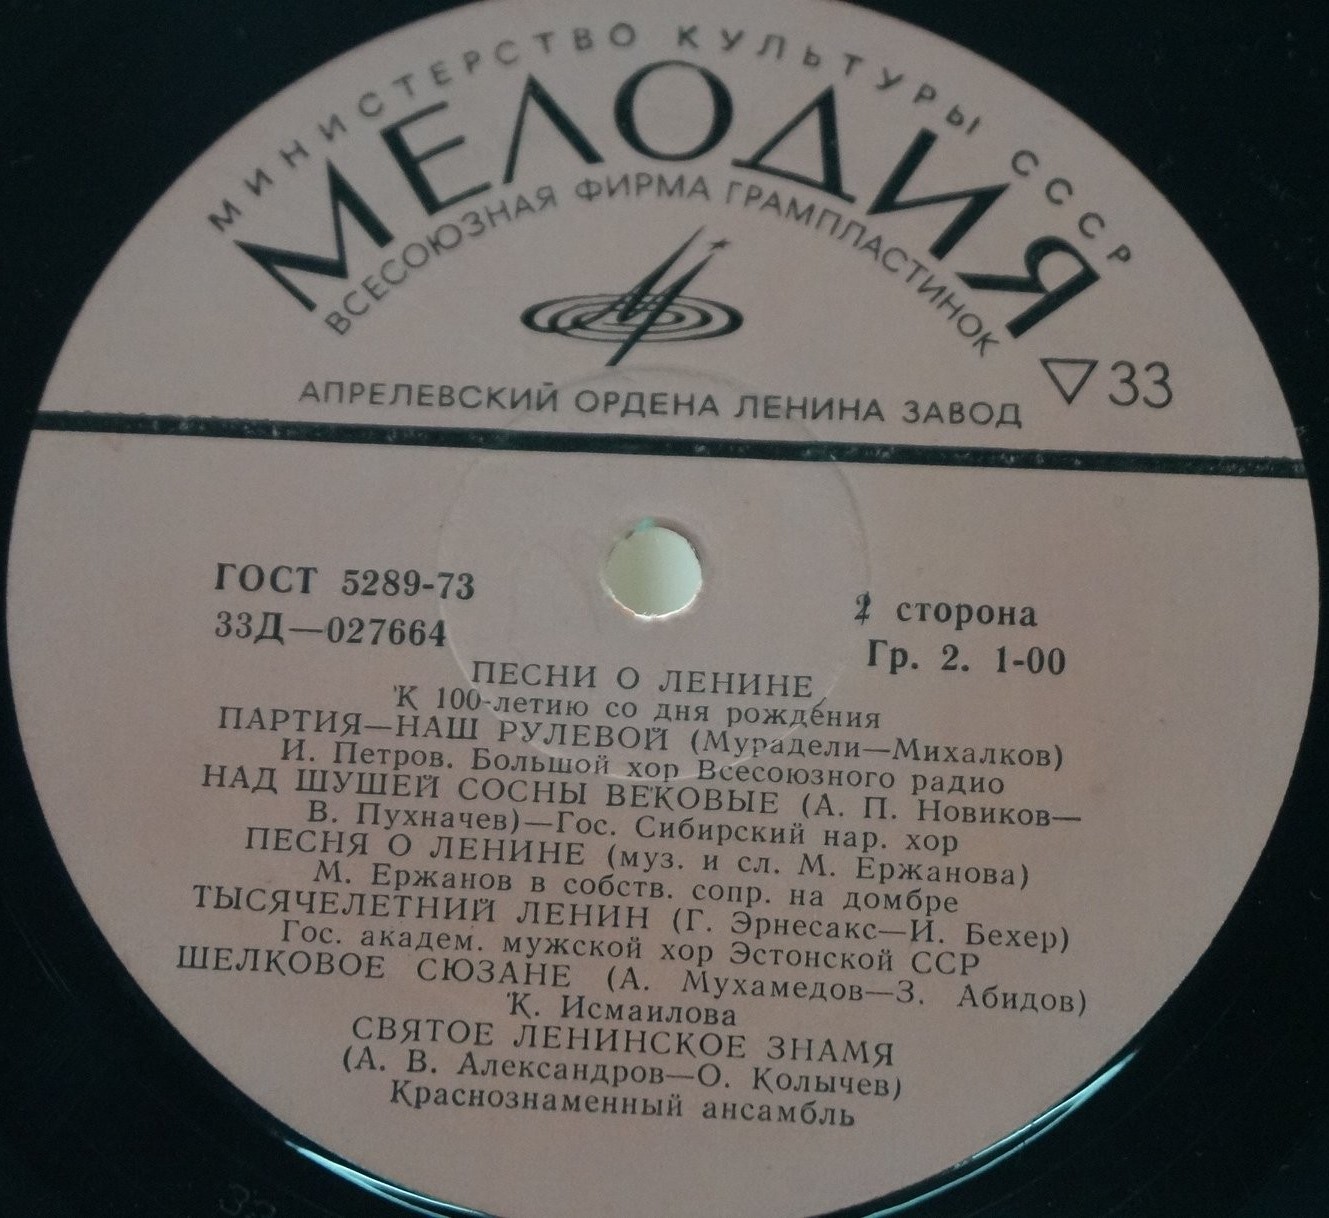 МИНИСТЕРСТВО КУЛЬТУРЫ СССР
МЕЛОДИЯ
ВСЕСОЮЗНАЯ ФИРМА ГРАМПЛАСТИНОК
▽33
АПРЕЛЕВСКИЙ ОРДЕНА ЛЕНИНА ЗАВОД
ГОСТ 5289-73
33Д—027664
2 сторона
Гр. 2. 1-00
ПЕСНИ О ЛЕНИНЕ
К 100-летию со дня рождения
ПАРТИЯ—НАШ РУЛЕВОЙ (Мурадели—Михалков)
И. Петров. Большой хор Всесоюзного радио
НАД ШУШЕЙ СОСНЫ ВЕКОВЫЕ (А. П. Новиков—
В. Пухначев)—Гос. Сибирский нар. хор
ПЕСНЯ О ЛЕНИНЕ (муз. и сл. М. Ержанова)
М. Ержанов в собств. сопр. на домбре
ТЫСЯЧЕЛЕТНИЙ ЛЕНИН (Г. Эрнесакс—И. Бехер)
Гос. академ. мужской хор Эстонской ССР
ШЕЛКОВОЕ СЮЗАНЕ (А. Мухамедов—З. Абидов)
К. Исмаилова
СВЯТОЕ ЛЕНИНСКОЕ ЗНАМЯ
(А. В. Александров—О. Колычев)
Краснознаменный ансамбль